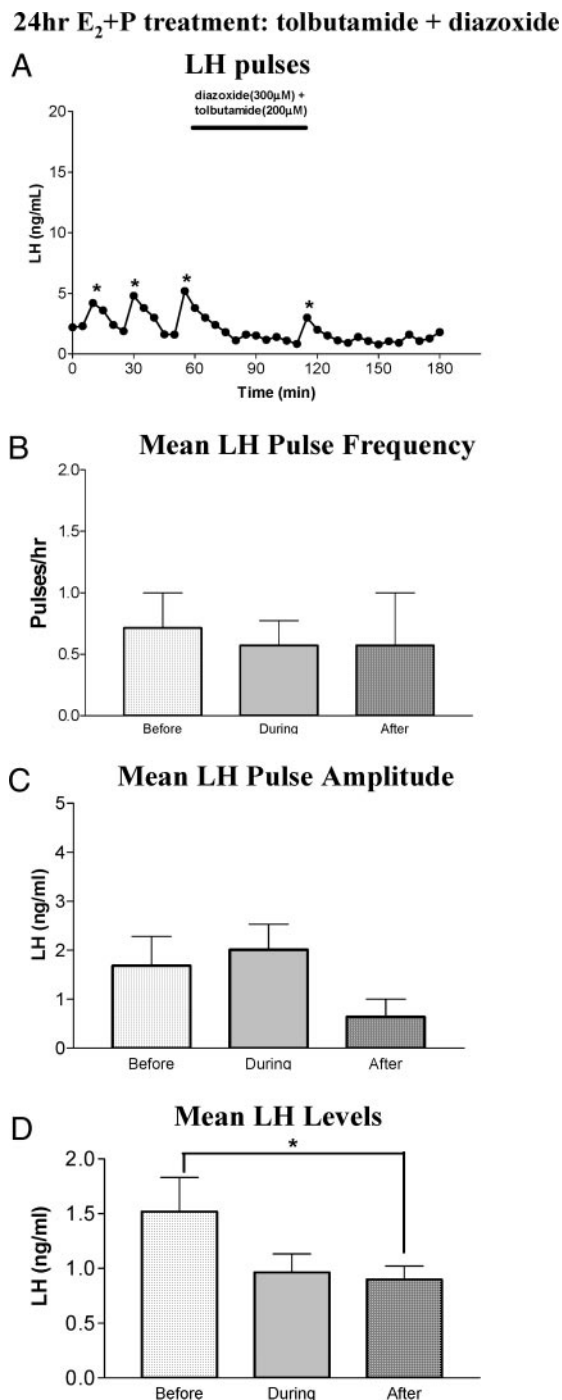 24hr E₂+P treatment: tolbutamide + diazoxide
A
LH pulses
diazoxide(300µM) +
tolbutamide(200µM)
20
15
10
5
0
LH (ng/mL)
* * * *
0 30 60 90 120 150 180
Time (min)
B
Mean LH Pulse Frequency
2.0
1.5
1.0
0.5
0.0
Pulses/hr
Before During After
C
Mean LH Pulse Amplitude
5
4
3
2
1
0
LH (ng/ml)
Before During After
D
Mean LH Levels
*
2.0
1.5
1.0
0.5
0.0
LH (ng/ml)
Before During After